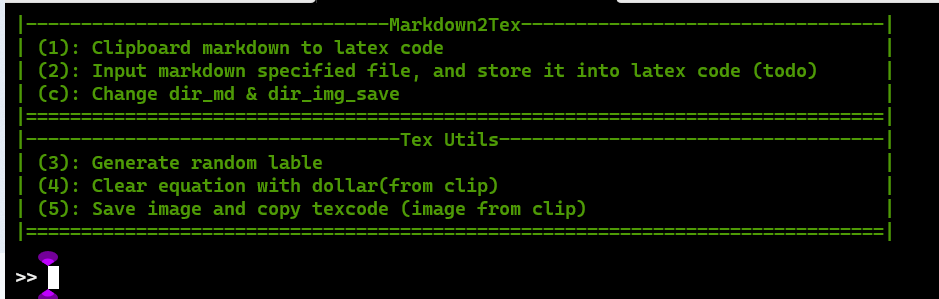 |---------------------------------Markdown2Tex---------------------------------|
| (1): Clipboard markdown to latex code |
| (2): Input markdown specified file, and store it into latex code (todo) |
| (c): Change dir_md & dir_img_save |
|==============================================================================|
|----------------------------------Tex Utils-----------------------------------|
| (3): Generate random lable |
| (4): Clear equation with dollar(from clip) |
| (5): Save image and copy texcode (image from clip) |
|==============================================================================|
>>